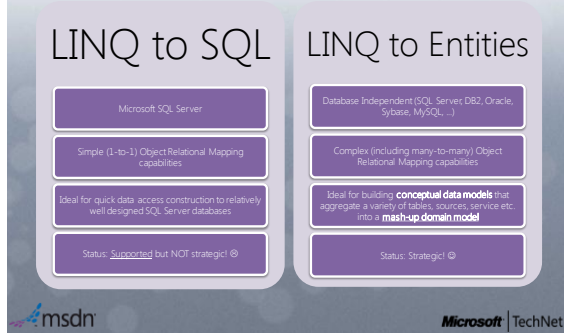 LINQ to SQL
Microsoft SQL Server
Simple (1-to-1) Object Relational Mapping
capabilities
Ideal for quick data access construction to relatively
well designed SQL Server databases
Status: Supported but NOT strategic! ☹
LINQ to Entities
Database Independent (SQL Server, DB2, Oracle,
Sybase, MySQL, ...)
Complex (including many-to-many) Object
Relational Mapping capabilities
Ideal for building conceptual data models that
aggregate a variety of tables, sources, service etc.
into a mash-up domain model
Status: Strategic! ☺
msdn
Microsoft | TechNet